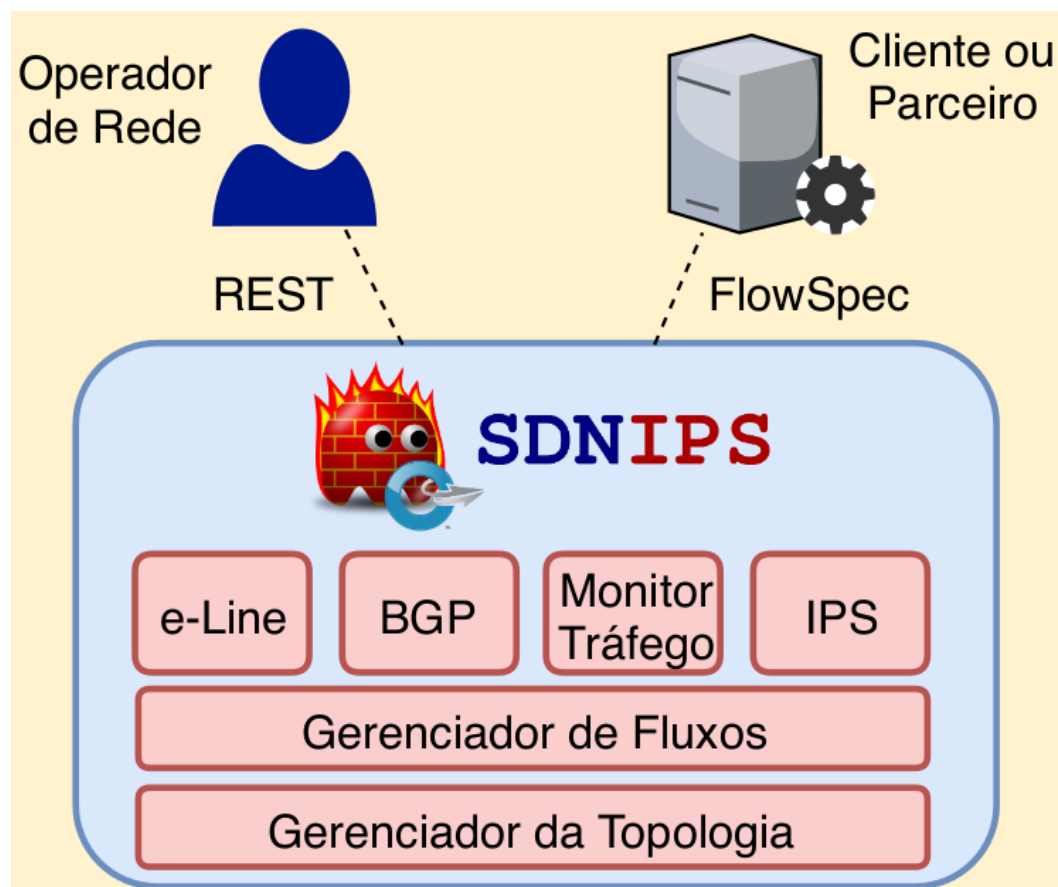 Operador
de Rede
Cliente ou
Parceiro
REST
FlowSpec
SDNIPS
e-Line
BGP
Monitor
Tráfego
IPS
Gerenciador de Fluxos
Gerenciador da Topologia